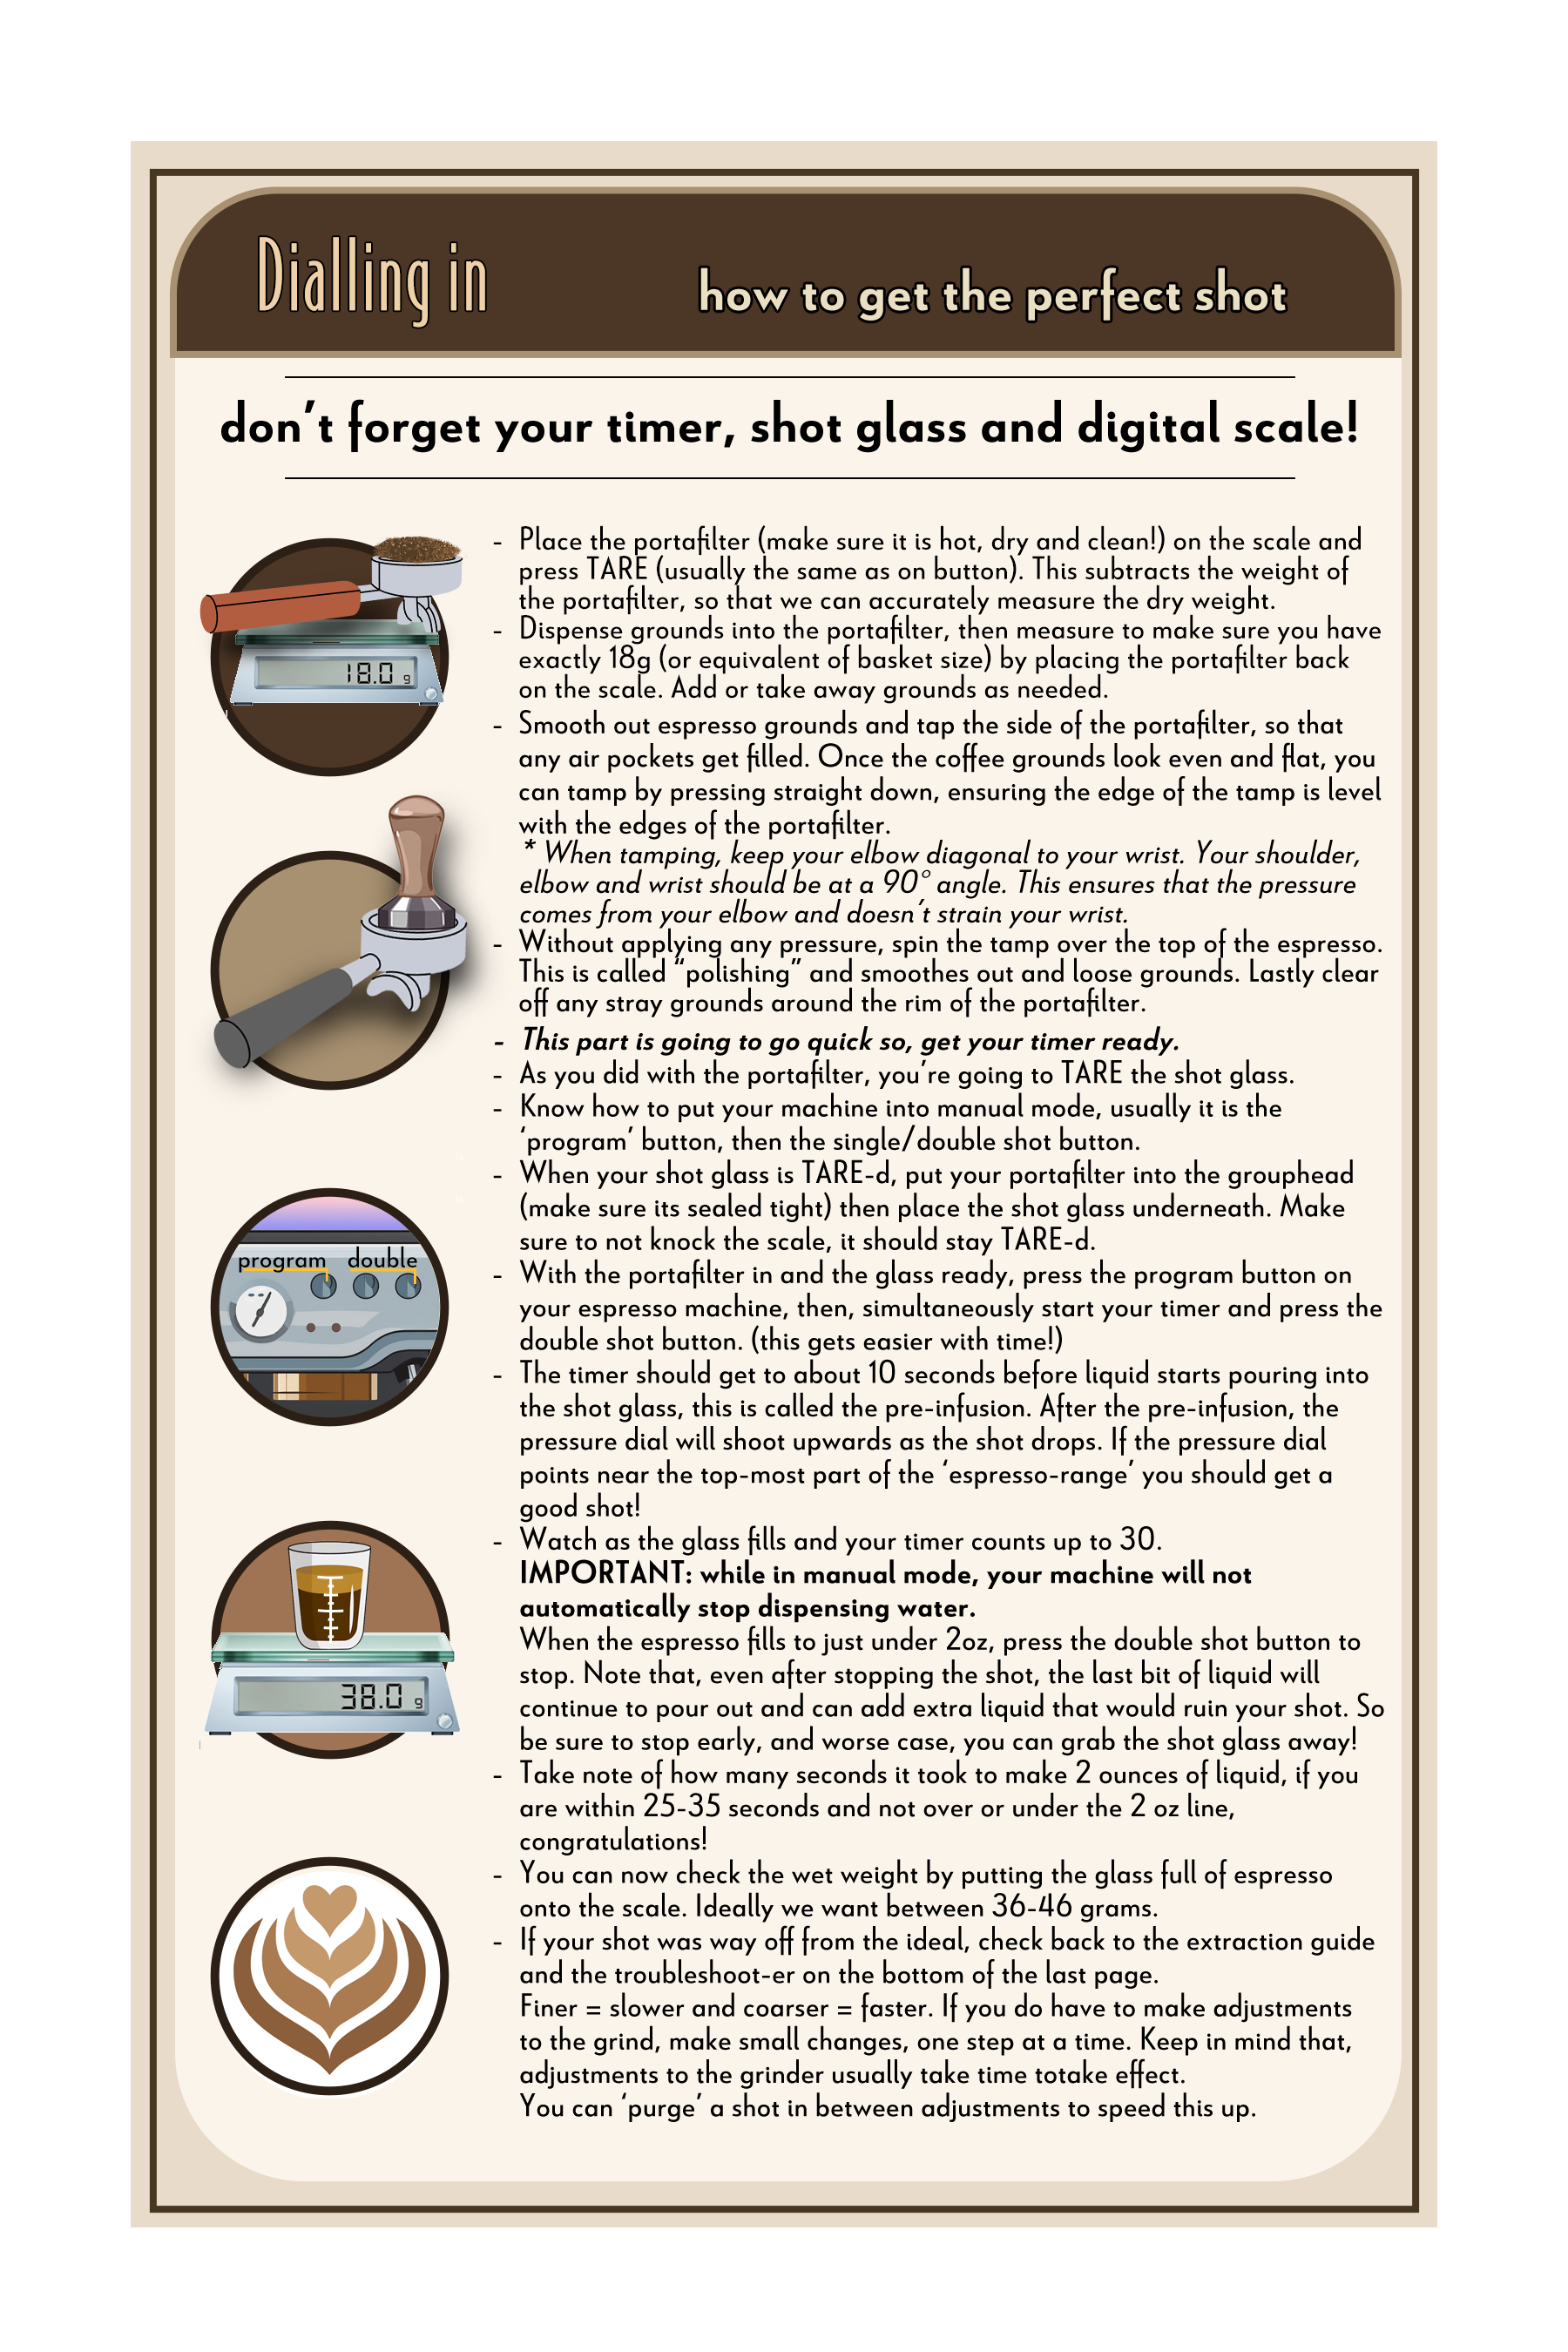 Dialling in
how to get the perfect shot
don't forget your timer, shot glass and digital scale!
- Place the portafilter (make sure it is hot, dry and clean!) on the scale and
press TARE (usually the same as on button). This subtracts the weight of
the portafilter, so that we can accurately measure the dry weight.
- Dispense grounds into the portafilter, then measure to make sure you have
exactly 18g (or equivalent of basket size) by placing the portafilter back
on the scale. Add or take away grounds as needed.
18.0 g
- Smooth out espresso grounds and tap the side of the portafilter, so that
any air pockets get filled. Once the coffee grounds look even and flat, you
can tamp by pressing straight down, ensuring the edge of the tamp is level
with the edges of the portafilter.
* When tamping, keep your elbow diagonal to your wrist. Your shoulder,
elbow and wrist should be at a 90° angle. This ensures that the pressure
comes from your elbow and doesn't strain your wrist.
- Without applying any pressure, spin the tamp over the top of the espresso.
This is called “polishing” and smoothes out and loose grounds. Lastly clear
off any stray grounds around the rim of the portafilter.
- This part is going to go quick so, get your timer ready.
- As you did with the portafilter, you're going to TARE the shot glass.
- Know how to put your machine into manual mode, usually it is the
‘program’ button, then the single/double shot button.
- When your shot glass is TARE-d, put your portafilter into the grouphead
(make sure its sealed tight) then place the shot glass underneath. Make
sure to not knock the scale, it should stay TARE-d.
program double
- With the portafilter in and the glass ready, press the program button on
your espresso machine, then, simultaneously start your timer and press the
double shot button. (this gets easier with time!)
- The timer should get to about 10 seconds before liquid starts pouring into
the shot glass, this is called the pre-infusion. After the pre-infusion, the
pressure dial will shoot upwards as the shot drops. If the pressure dial
points near the top-most part of the ‘espresso-range’ you should get a
good shot!
- Watch as the glass fills and your timer counts up to 30.
IMPORTANT: while in manual mode, your machine will not
automatically stop dispensing water.
When the espresso fills to just under 2oz, press the double shot button to
stop. Note that, even after stopping the shot, the last bit of liquid will
continue to pour out and can add extra liquid that would ruin your shot. So
be sure to stop early, and worse case, you can grab the shot glass away!
38.0 g
- Take note of how many seconds it took to make 2 ounces of liquid, if you
are within 25-35 seconds and not over or under the 2 oz line,
congratulations!
- You can now check the wet weight by putting the glass full of espresso
onto the scale. Ideally we want between 36-46 grams.
- If your shot was way off from the ideal, check back to the extraction guide
and the troubleshoot-er on the bottom of the last page.
Finer = slower and coarser = faster. If you do have to make adjustments
to the grind, make small changes, one step at a time. Keep in mind that,
adjustments to the grinder usually take time totake effect.
You can ‘purge’ a shot in between adjustments to speed this up.